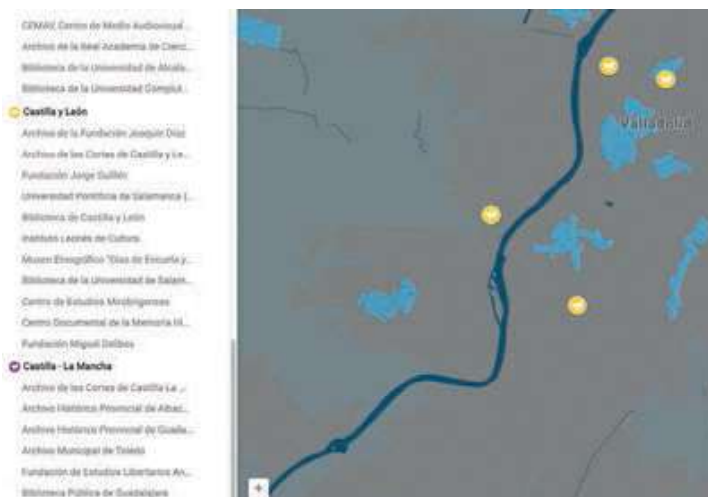 CEMAV, Centro de Medio Audiovisual ...
Archivo de la Real Academia de Cienci...
Biblioteca de la Universidad de Alcalá...
Biblioteca de la Universidad Complut...
Castilla y León
Archivo de la Fundación Joaquín Díaz
Archivo de las Cortes de Castilla y Le...
Fundación Jorge Guillén
Universidad Pontificia de Salamanca (...
Biblioteca de Castilla y León
Instituto Leonés de Cultura
Museo Etnográfico "Días de Escuela y...
Biblioteca de la Universidad de Salam...
Centro de Estudios Mirobrigenses
Centro Documental de la Memoria Hi...
Fundación Miguel Delibes
Castilla - La Mancha
Archivo de las Cortes de Castilla La ...
Archivo Histórico Provincial de Albac...
Archivo Histórico Provincial de Guada...
Archivo Municipal de Toledo
Fundación de Estudios Libertarios An...
Biblioteca Pública de Guadalajara
Valladolid
+